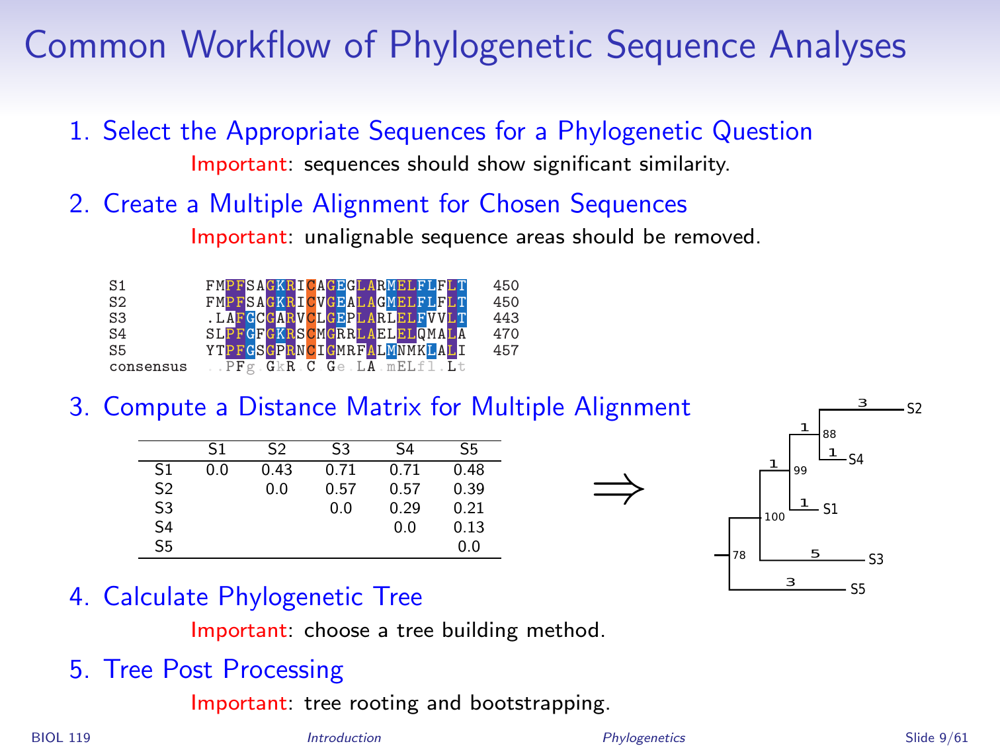 Common Workflow of Phylogenetic Sequence Analyses
1. Select the Appropriate Sequences for a Phylogenetic Question
Important: sequences should show significant similarity.
2. Create a Multiple Alignment for Chosen Sequences
Important: unalignable sequence areas should be removed.
S1 FMPFSAGKRICAGEGLARMELFLFLT 450
S2 FMPFSAGKRICVGEALAGMELFLFLT 450
S3 .LAFGCGARVCLGEPLARLELFVVLT 443
S4 SLPFGFGKRSCMGRRLAELELQMALA 470
S5 YTPFGSGPRNCIGMRFALMNMKLALI 457
consensus ..PFg.GkR.C.Ge.LA.mELfl.Lt
3. Compute a Distance Matrix for Multiple Alignment
S1 S2 S3 S4 S5
S1 0.0 0.43 0.71 0.71 0.48
S2 0.0 0.57 0.57 0.39
S3 0.0 0.29 0.21
S4 0.0 0.13
S5 0.0
⇒
3 S2
1 88
1 S4
1 99
1 S1
100
5 S3
78
3 S5
4. Calculate Phylogenetic Tree
Important: choose a tree building method.
5. Tree Post Processing
Important: tree rooting and bootstrapping.
BIOL 119 Introduction Phylogenetics Slide 9/61